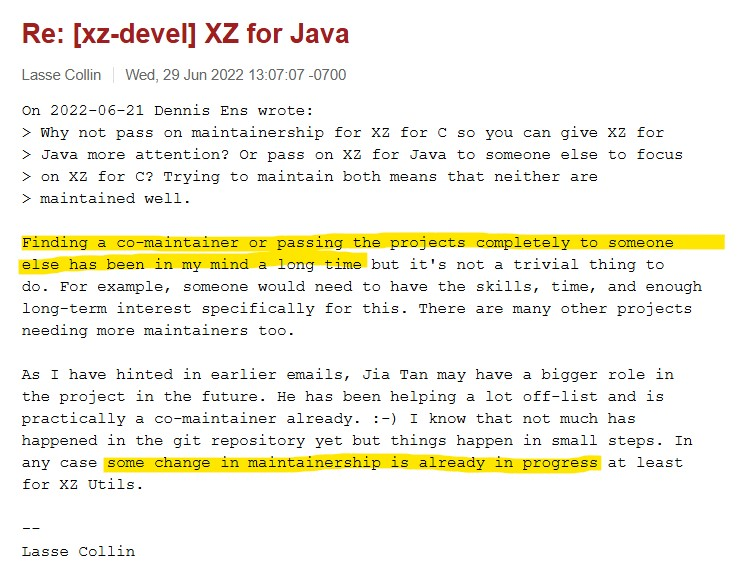 Re: [xz-devel] XZ for Java
Lasse Collin | Wed, 29 Jun 2022 13:07:07 -0700
On 2022-06-21 Dennis Ens wrote:
> Why not pass on maintainership for XZ for C so you can give XZ for
> Java more attention? Or pass on XZ for Java to someone else to focus
> on XZ for C? Trying to maintain both means that neither are
> maintained well.
Finding a co-maintainer or passing the projects completely to someone
else has been in my mind a long time but it's not a trivial thing to
do. For example, someone would need to have the skills, time, and enough
long-term interest specifically for this. There are many other projects
needing more maintainers too.
As I have hinted in earlier emails, Jia Tan may have a bigger role in
the project in the future. He has been helping a lot off-list and is
practically a co-maintainer already. :-) I know that not much has
happened in the git repository yet but things happen in small steps. In
any case some change in maintainership is already in progress at least
for XZ Utils.
--
Lasse Collin